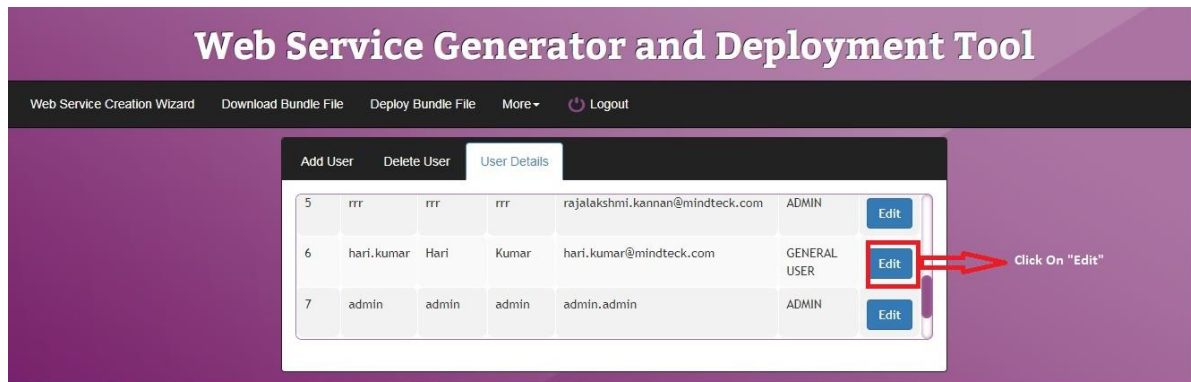 Web Service Generator and Deployment Tool
Web Service Creation Wizard Download Bundle File Deploy Bundle File More Logout
Add User Delete User User Details
5 rrr rrr rrr rajalakshmi.kannan@mindteck.com ADMIN Edit
6 hari.kumar Hari Kumar hari.kumar@mindteck.com GENERAL USER Edit Click On "Edit"
7 admin admin admin admin.admin ADMIN Edit